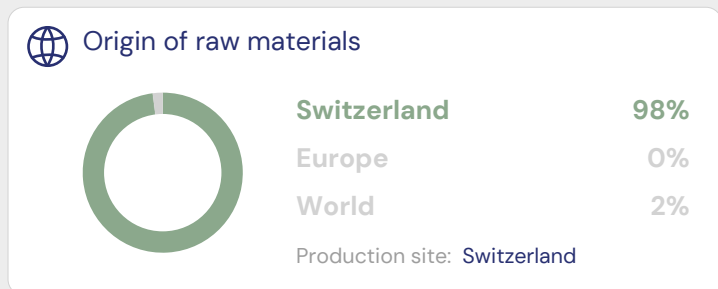 Origin of raw materials
Switzerland 98%
Europe 0%
World 2%
Production site: Switzerland